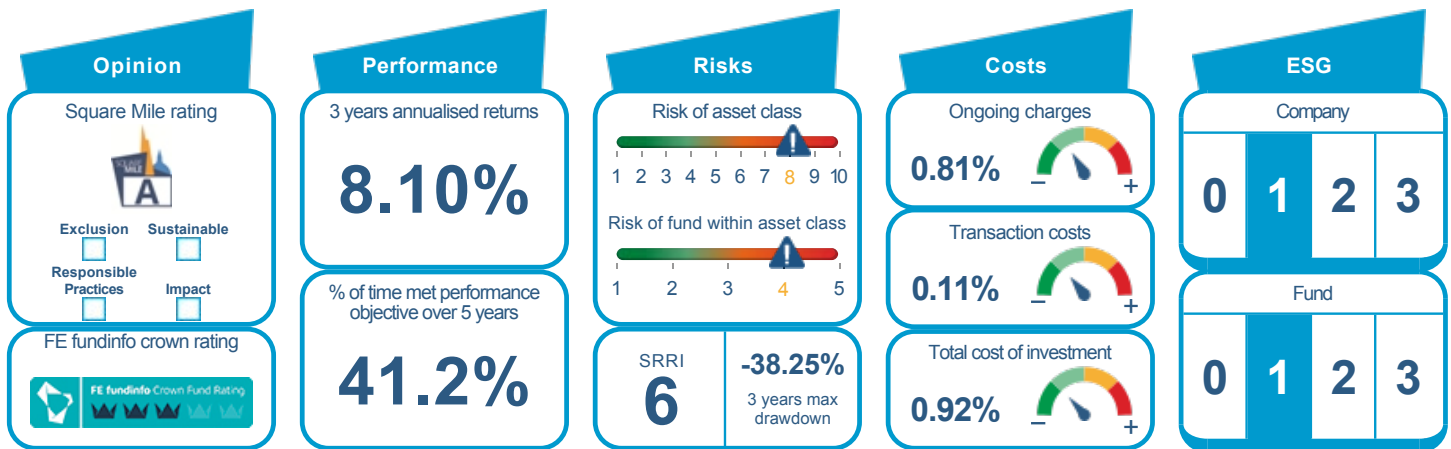 Opinion
Square Mile rating
SQUARE
MILE
A
Exclusion Sustainable
Responsible
Practices Impact
FE fundinfo crown rating
FE fundinfo Crown Fund Rating
Performance
3 years annualised returns
8.10%
% of time met performance
objective over 5 years
41.2%
Risks
Risk of asset class
1 2 3 4 5 6 7 8 9 10
Risk of fund within asset class
1 2 3 4 5
SRRI
6
-38.25%
3 years max
drawdown
Costs
Ongoing charges
0.81%
− +
Transaction costs
0.11%
− +
Total cost of investment
0.92%
− +
ESG
Company
0 1 2 3
Fund
0 1 2 3